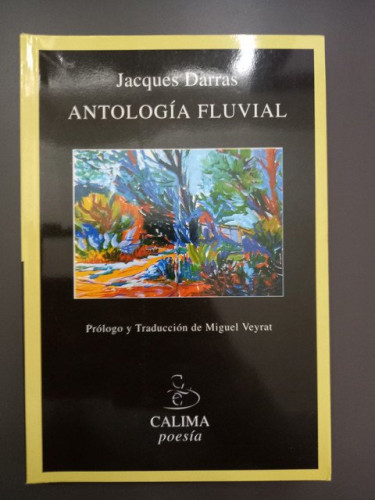 Jacques Darras
ANTOLOGÍA FLUVIAL
Prólogo y Traducción de Miguel Veyrat
CALIMA
poesía